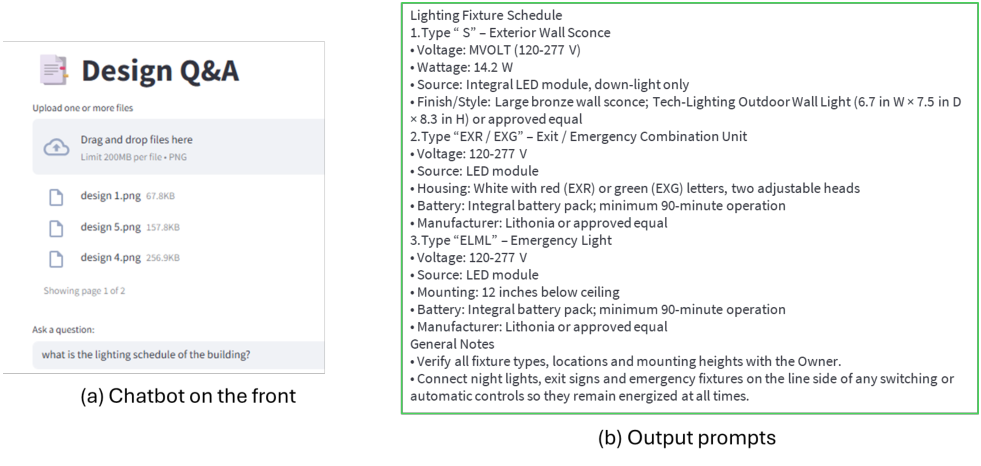 Design Q&A
Upload one or more files
Drag and drop files here
Limit 200MB per file • PNG
design 1.png 67.8KB
design 5.png 157.8KB
design 4.png 256.9KB
Showing page 1 of 2
Ask a question:
what is the lighting schedule of the building?
(a) Chatbot on the front
Lighting Fixture Schedule
1.Type “ S” – Exterior Wall Sconce
• Voltage: MVOLT (120-277 V)
• Wattage: 14.2 W
• Source: Integral LED module, down-light only
• Finish/Style: Large bronze wall sconce; Tech-Lighting Outdoor Wall Light (6.7 in W × 7.5 in D
× 8.3 in H) or approved equal
2.Type “EXR / EXG” – Exit / Emergency Combination Unit
• Voltage: 120-277 V
• Source: LED module
• Housing: White with red (EXR) or green (EXG) letters, two adjustable heads
• Battery: Integral battery pack; minimum 90-minute operation
• Manufacturer: Lithonia or approved equal
3.Type “ELML” – Emergency Light
• Voltage: 120-277 V
• Source: LED module
• Mounting: 12 inches below ceiling
• Battery: Integral battery pack; minimum 90-minute operation
• Manufacturer: Lithonia or approved equal
General Notes
• Verify all fixture types, locations and mounting heights with the Owner.
• Connect night lights, exit signs and emergency fixtures on the line side of any switching or
automatic controls so they remain energized at all times.
(b) Output prompts